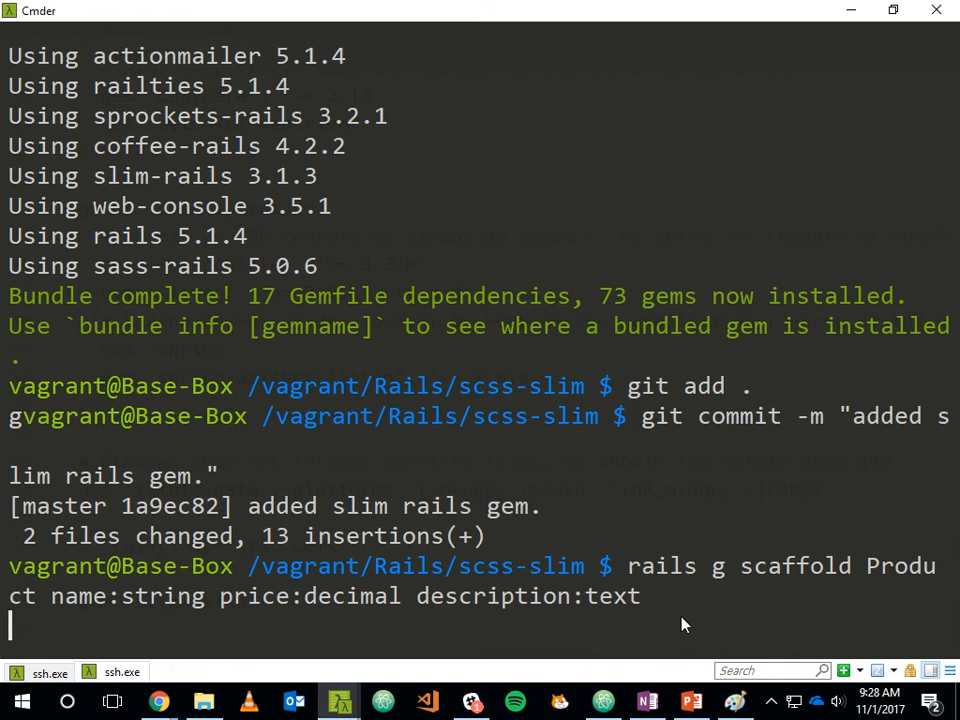 Cmder
Using actionmailer 5.1.4
Using railties 5.1.4
Using sprockets-rails 3.2.1
Using coffee-rails 4.2.2
Using slim-rails 3.1.3
Using web-console 3.5.1
Using rails 5.1.4
Using sass-rails 5.0.6
Bundle complete! 17 Gemfile dependencies, 73 gems now installed.
Use `bundle info [gemname]` to see where a bundled gem is installed
.
vagrant@Base-Box /vagrant/Rails/scss-slim $ git add .
gvagrant@Base-Box /vagrant/Rails/scss-slim $ git commit -m "added s
lim rails gem."
[master 1a9ec82] added slim rails gem.
2 files changed, 13 insertions(+)
vagrant@Base-Box /vagrant/Rails/scss-slim $ rails g scaffold Produ
ct name:string price:decimal description:text
ssh.exe
ssh.exe
Search
9:28 AM
11/1/2017
2